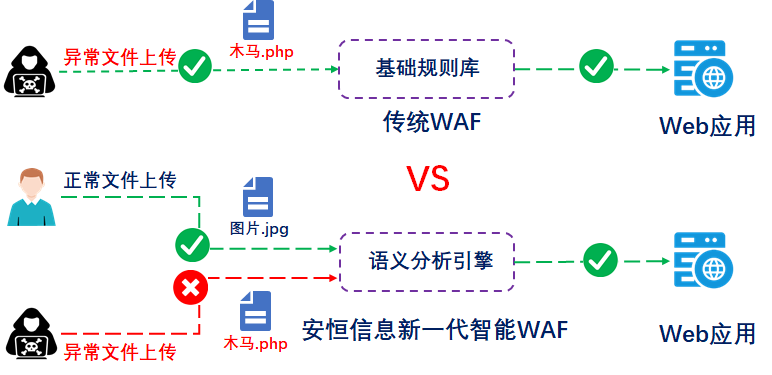 木马.php
异常文件上传
基础规则库
传统WAF
Web应用
VS
正常文件上传
图片.jpg
语义分析引擎
木马.php
异常文件上传
安恒信息新一代智能WAF
Web应用